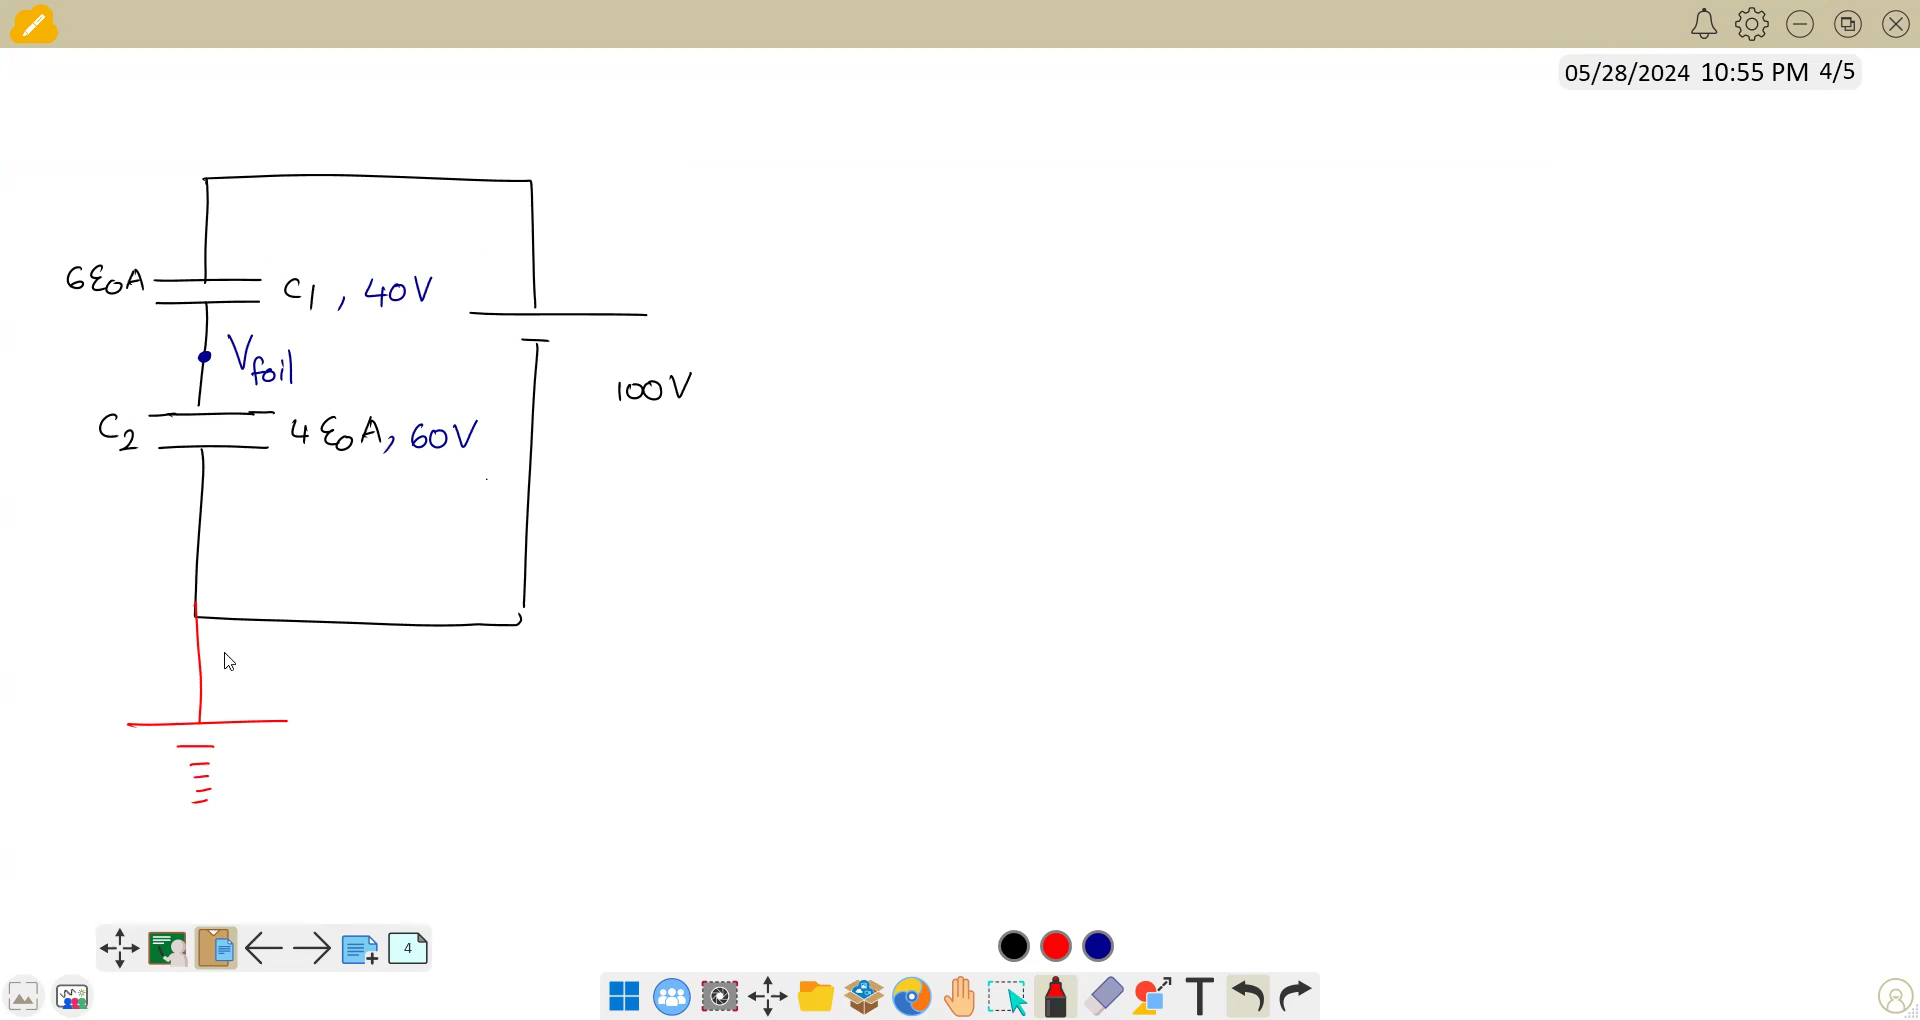 05/28/2024 10:55 PM 4/5
6ε₀A
C₁, 40V
V_foil
100V
C₂
4ε₀A, 60V
4
T